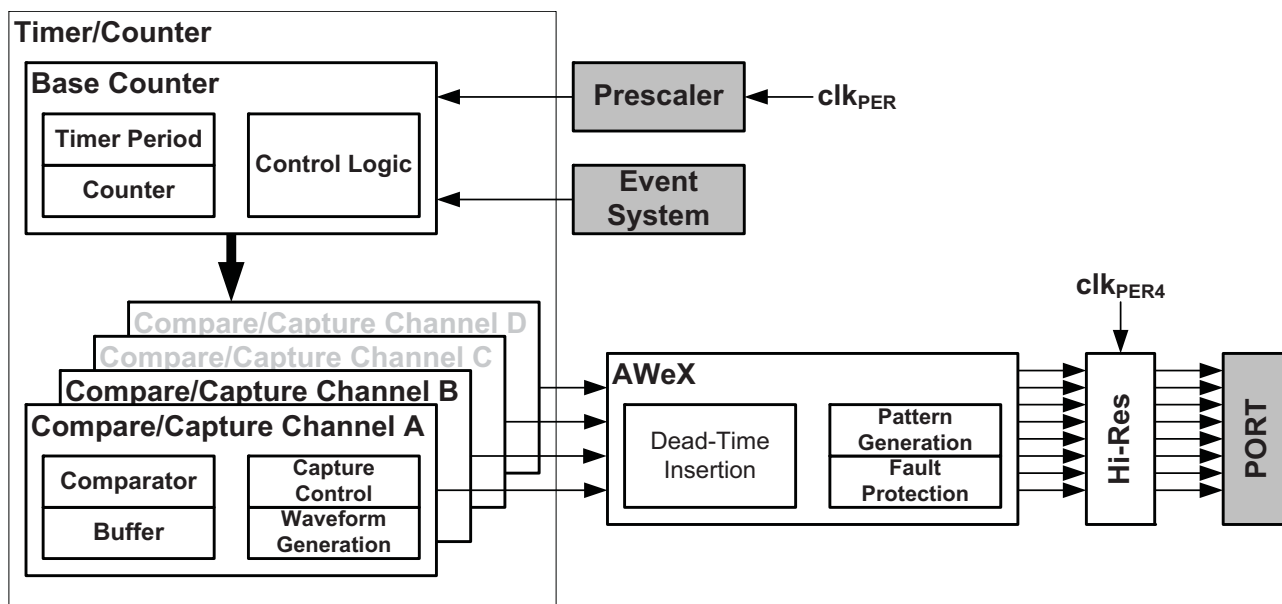 Timer/Counter
Base Counter
Timer Period
Counter
Control Logic
Prescaler
clkPER
Event
System
Compare/Capture Channel D
Compare/Capture Channel C
Compare/Capture Channel B
Compare/Capture Channel A
Comparator
Buffer
Capture
Control
Waveform
Generation
AWeX
Dead-Time
Insertion
Pattern
Generation
Fault
Protection
clkPER4
Hi-Res
PORT